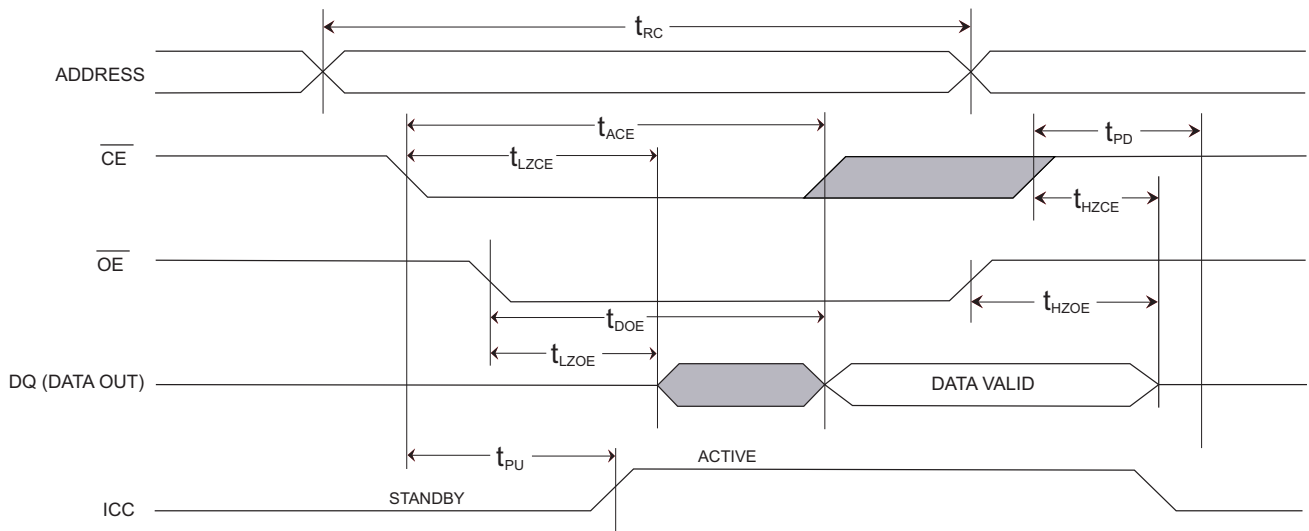 tRC
ADDRESS
tACE
tPD
CE
tLZCE
tHZCE
OE
tHZOE
tDOE
tLZOE
DQ (DATA OUT)
DATA VALID
tPU
ACTIVE
STANDBY
ICC